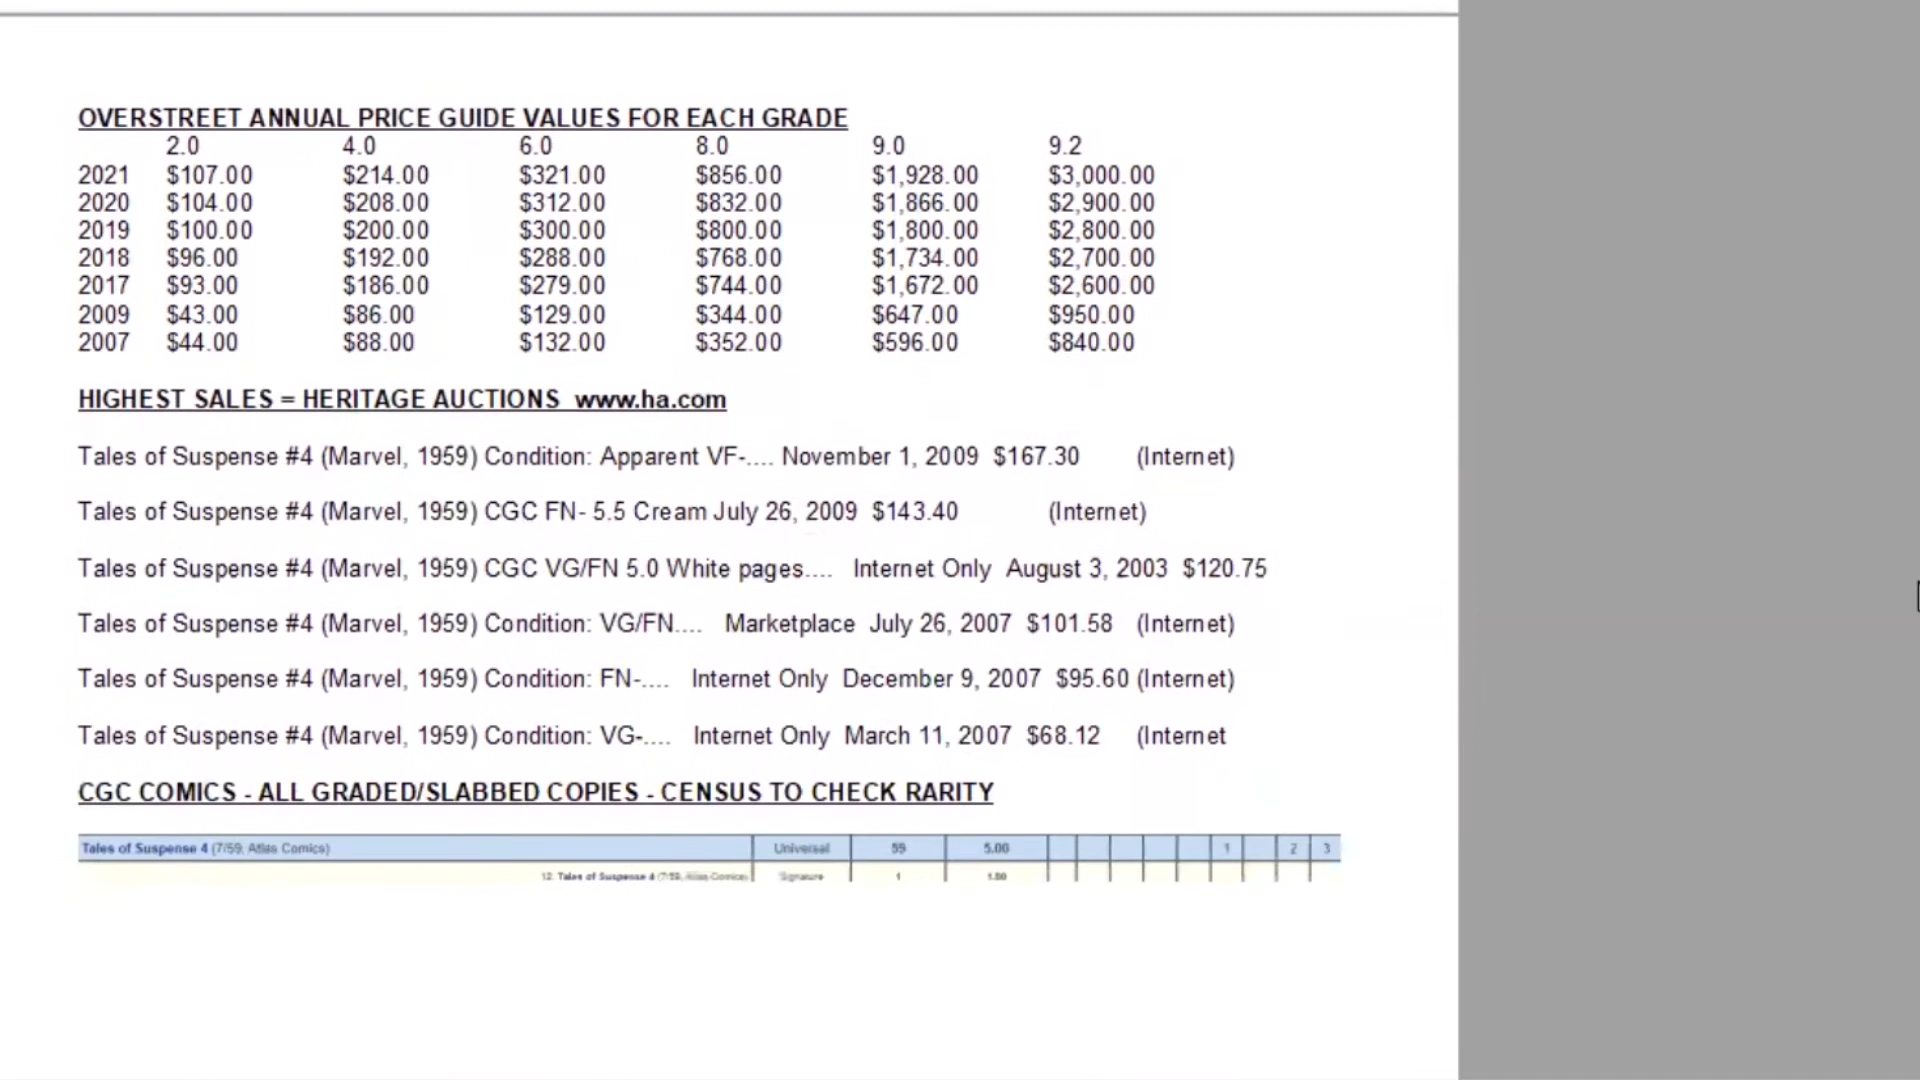 OVERSTREET ANNUAL PRICE GUIDE VALUES FOR EACH GRADE
2.0 4.0 6.0 8.0 9.0 9.2
2021 $107.00 $214.00 $321.00 $856.00 $1,928.00 $3,000.00
2020 $104.00 $208.00 $312.00 $832.00 $1,866.00 $2,900.00
2019 $100.00 $200.00 $300.00 $800.00 $1,800.00 $2,800.00
2018 $96.00 $192.00 $288.00 $768.00 $1,734.00 $2,700.00
2017 $93.00 $186.00 $279.00 $744.00 $1,672.00 $2,600.00
2009 $43.00 $86.00 $129.00 $344.00 $647.00 $950.00
2007 $44.00 $88.00 $132.00 $352.00 $596.00 $840.00
HIGHEST SALES = HERITAGE AUCTIONS www.ha.com
Tales of Suspense #4 (Marvel, 1959) Condition: Apparent VF-.... November 1, 2009 $167.30 (Internet)
Tales of Suspense #4 (Marvel, 1959) CGC FN- 5.5 Cream July 26, 2009 $143.40 (Internet)
Tales of Suspense #4 (Marvel, 1959) CGC VG/FN 5.0 White pages.... Internet Only August 3, 2003 $120.75
Tales of Suspense #4 (Marvel, 1959) Condition: VG/FN.... Marketplace July 26, 2007 $101.58 (Internet)
Tales of Suspense #4 (Marvel, 1959) Condition: FN-.... Internet Only December 9, 2007 $95.60 (Internet)
Tales of Suspense #4 (Marvel, 1959) Condition: VG-.... Internet Only March 11, 2007 $68.12 (Internet
CGC COMICS - ALL GRADED/SLABBED COPIES - CENSUS TO CHECK RARITY
Tales of Suspense 4 (7/59, Atlas Comics) Universal 59 5.00 1 2 3
12. Tales of Suspense 4 (7/59, Atlas Comics) Signature 1 1.50